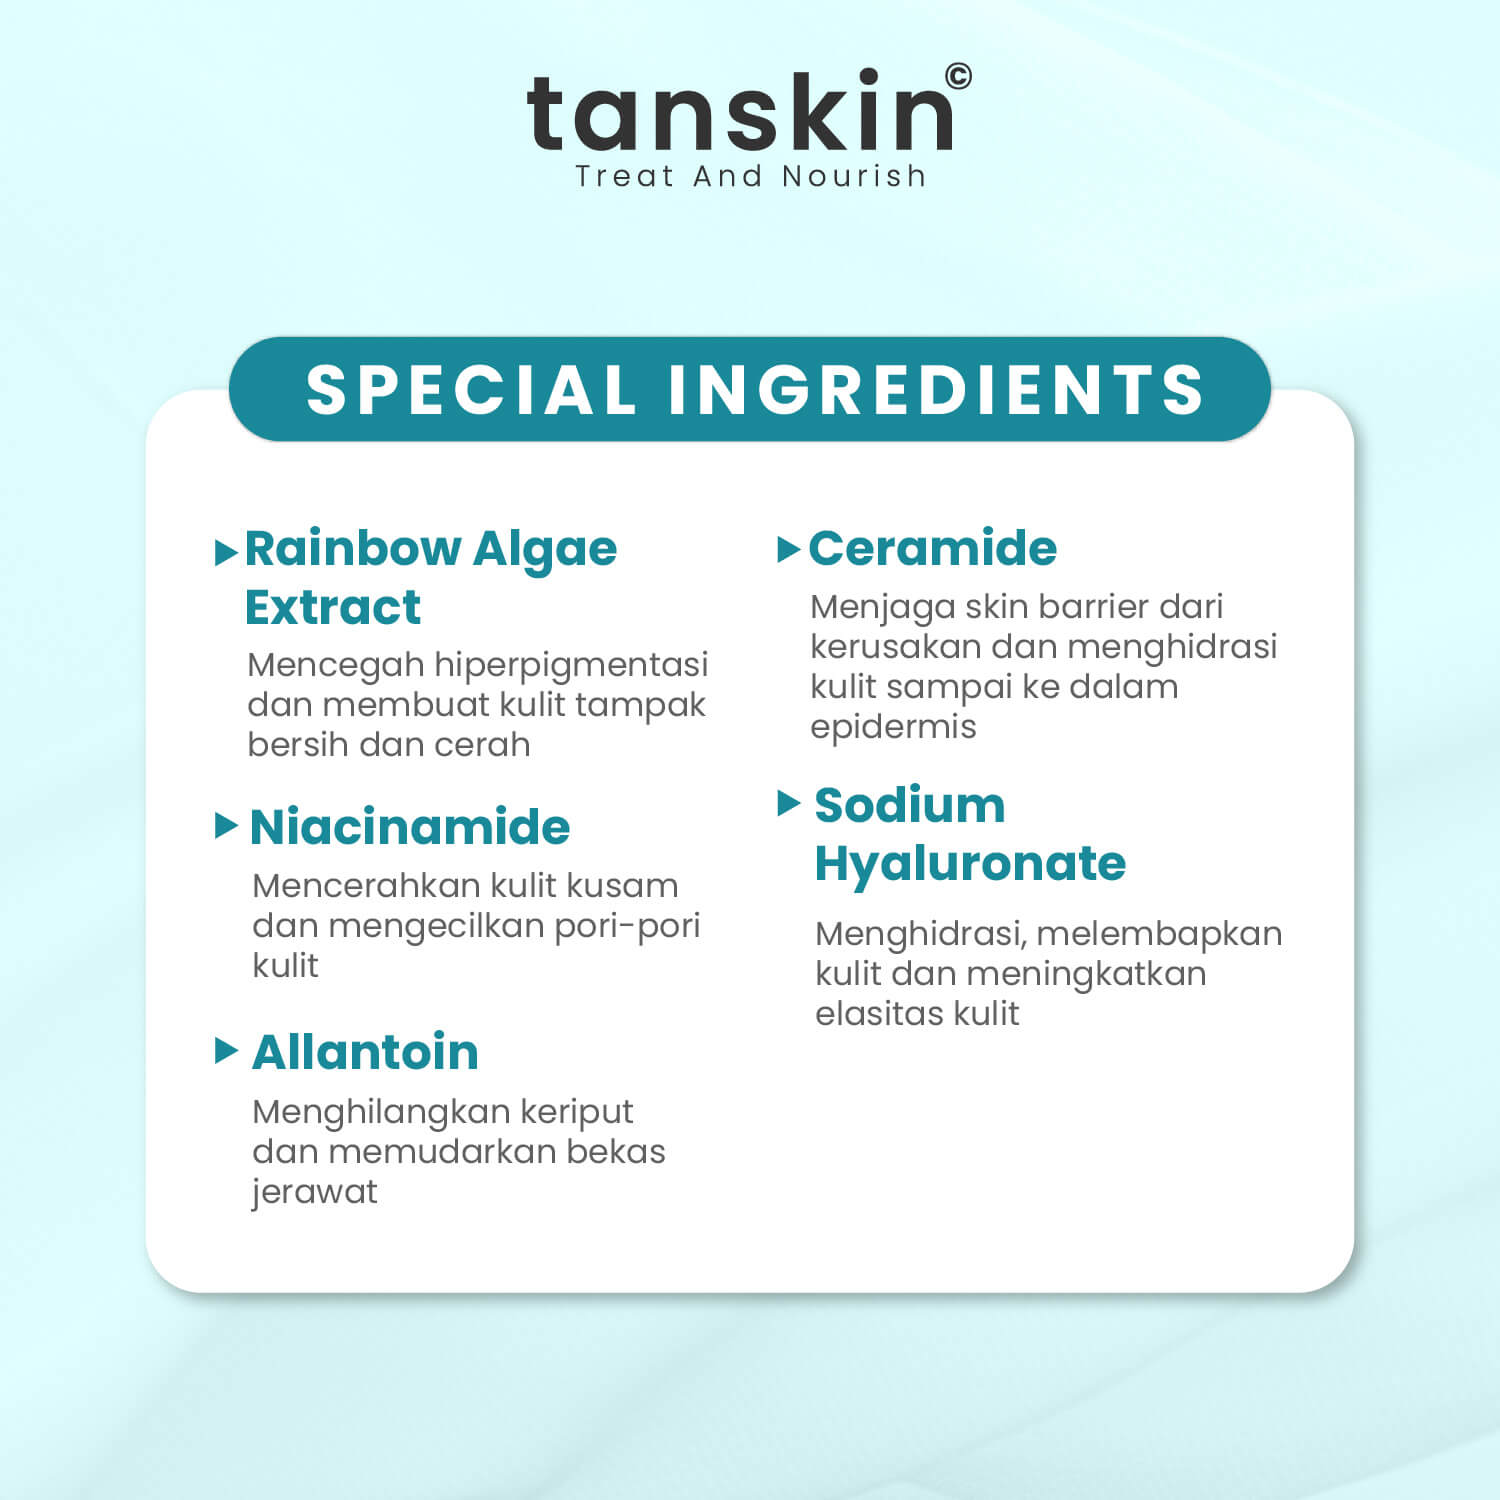 tanskin©
Treat And Nourish
SPECIAL INGREDIENTS
Rainbow Algae
Extract
Mencegah hiperpigmentasi
dan membuat kulit tampak
bersih dan cerah
Niacinamide
Mencerahkan kulit kusam
dan mengecilkan pori-pori
kulit
Allantoin
Menghilangkan keriput
dan memudarkan bekas
jerawat
Ceramide
Menjaga skin barrier dari
kerusakan dan menghidrasi
kulit sampai ke dalam
epidermis
Sodium
Hyaluronate
Menghidrasi, melembapkan
kulit dan meningkatkan
elasitas kulit